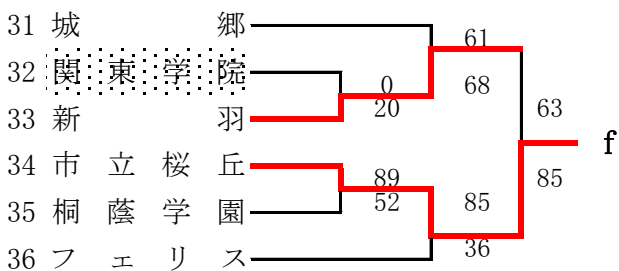 31 城 郷
61
32 関 東 学 院
0 68
33 新 羽
20 63
f
34 市 立 桜 丘
89 85
35 桐 蔭 学 園
52 85
36 フ ェ リ ス
36